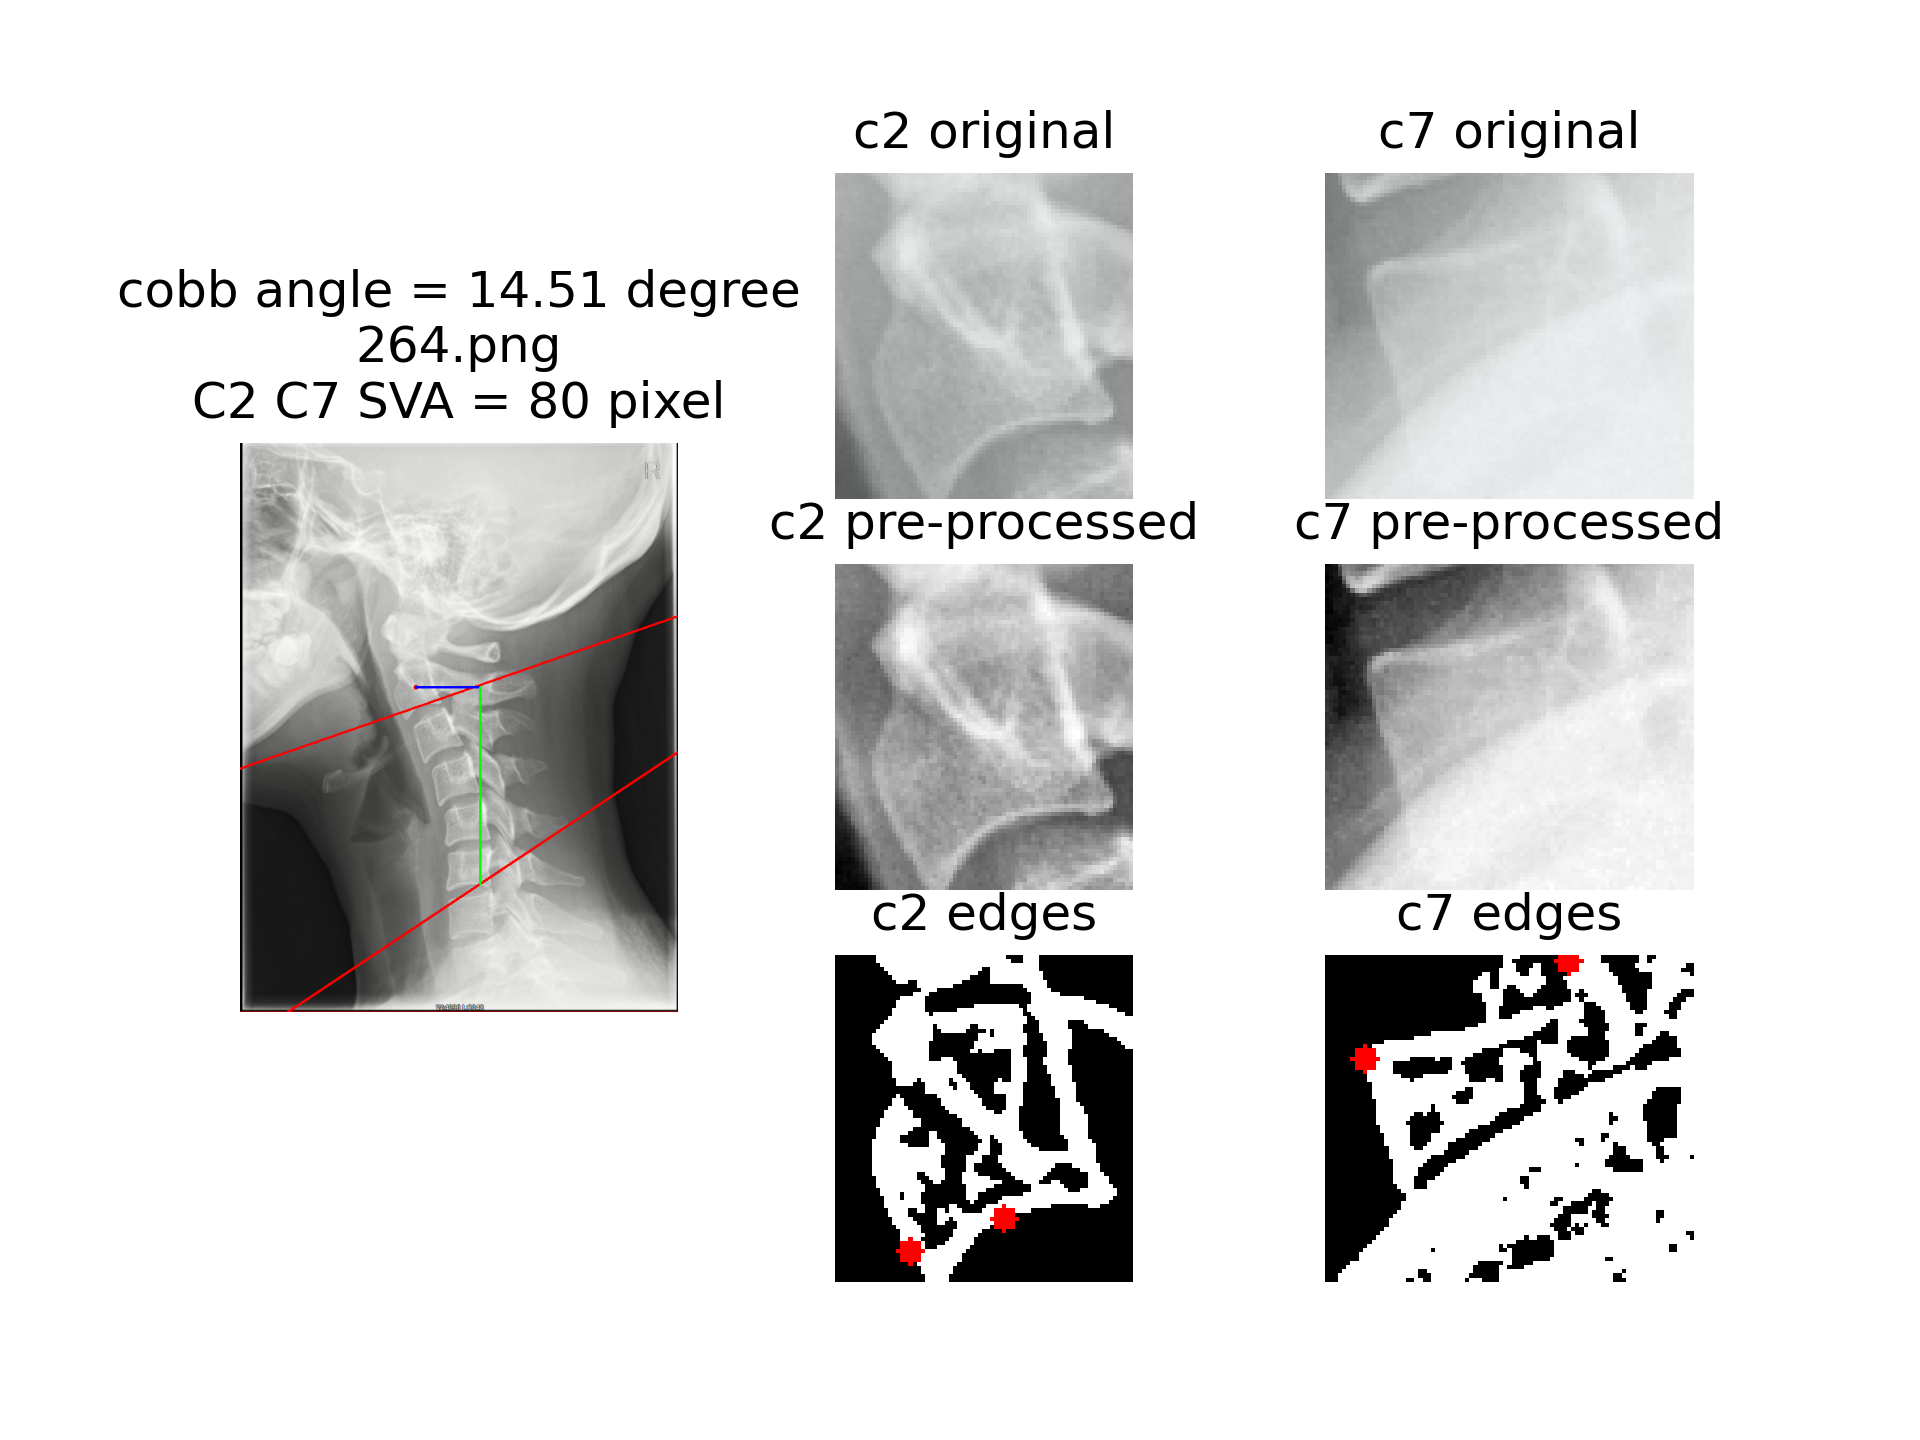 cobb angle = 14.51 degree
264.png
C2 C7 SVA = 80 pixel
R
c2 original
c7 original
c2 pre-processed
c7 pre-processed
c2 edges
c7 edges